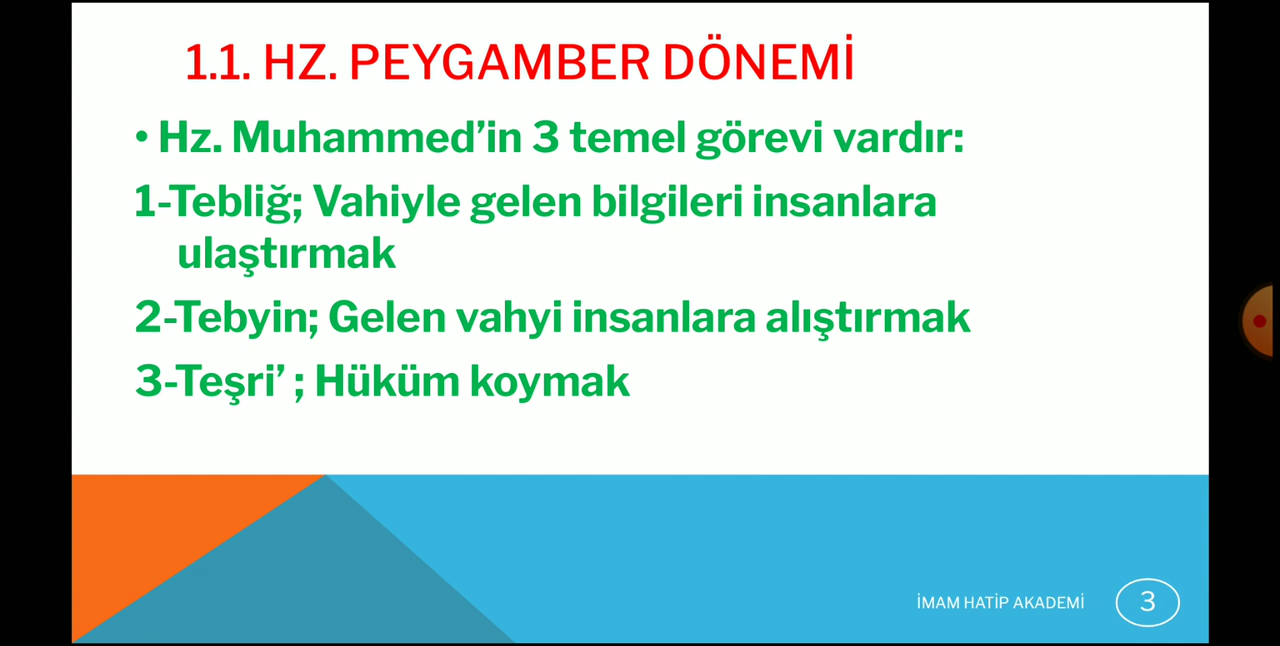 1.1. HZ. PEYGAMBER DÖNEMİ
• Hz. Muhammed’in 3 temel görevi vardır:
1-Tebliğ; Vahiyle gelen bilgileri insanlara
ulaştırmak
2-Tebyin; Gelen vahyi insanlara alıştırmak
3-Teşri’ ; Hüküm koymak
İMAM HATİP AKADEMİ 3